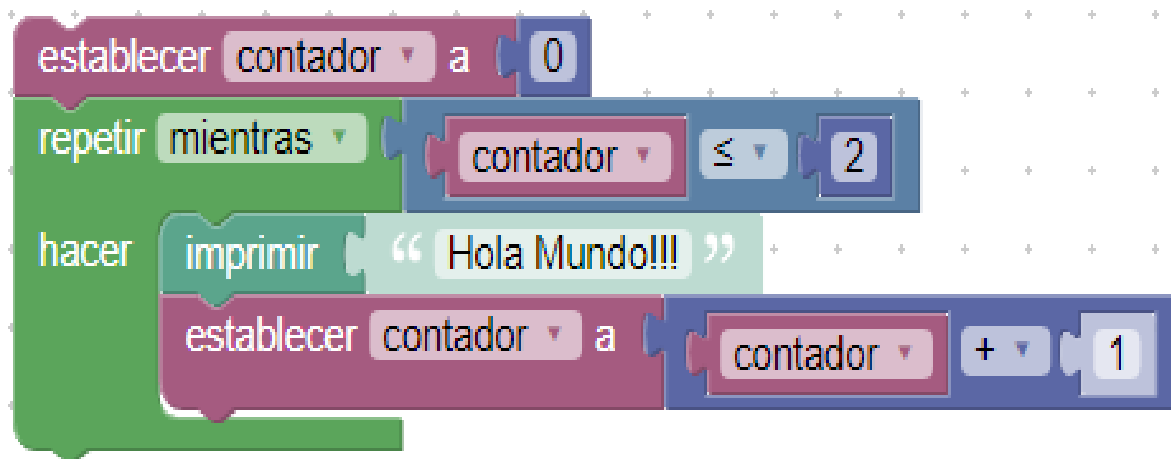 establecer contador a 0
repetir mientras contador ≤ 2
hacer imprimir “ Hola Mundo!!! ”
establecer contador a contador + 1